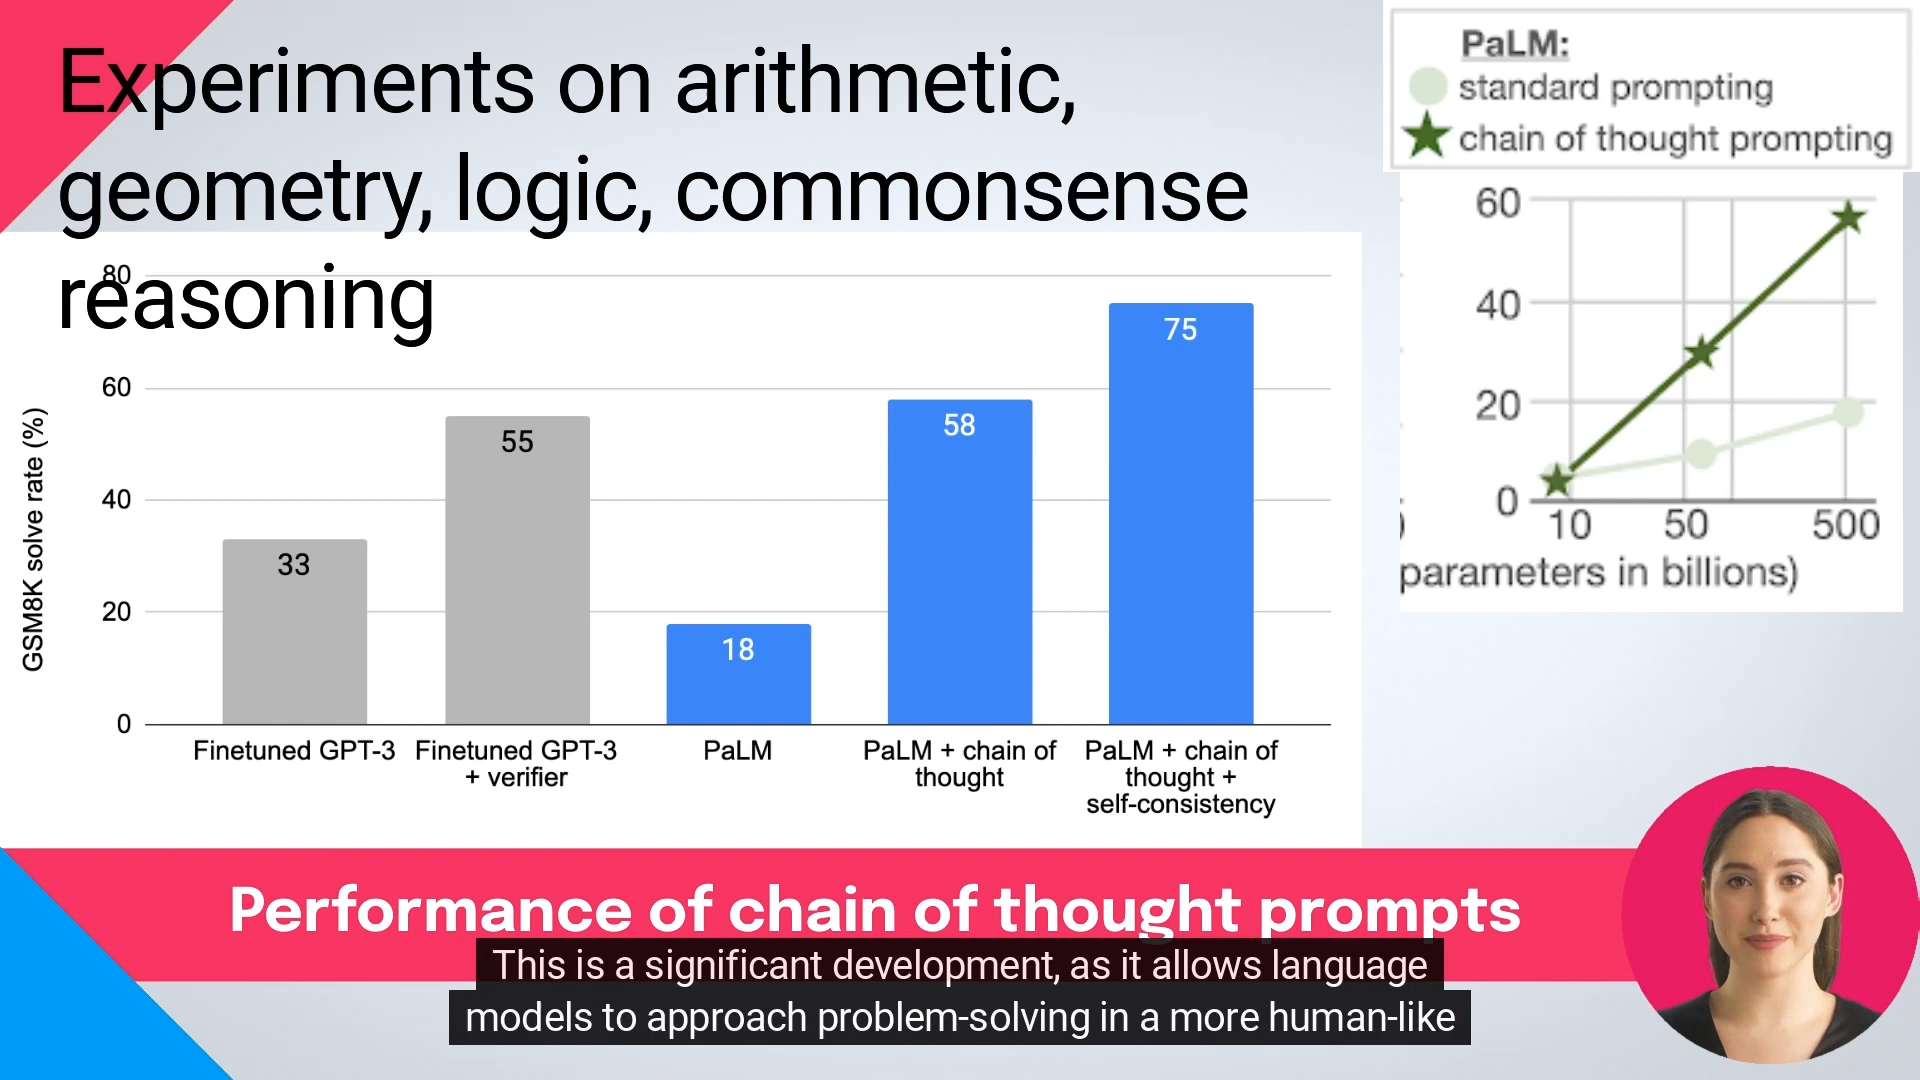 Experiments on arithmetic,
geometry, logic, commonsense
reasoning
PaLM:
standard prompting
chain of thought prompting
60
40
20
0
10 50 500
parameters in billions)
GSM8K solve rate (%)
80
60
40
20
0
33
55
18
58
75
Finetuned GPT-3
Finetuned GPT-3
+ verifier
PaLM
PaLM + chain of
thought
PaLM + chain of
thought +
self-consistency
Performance of chain of thought prompts
This is a significant development, as it allows language
models to approach problem-solving in a more human-like